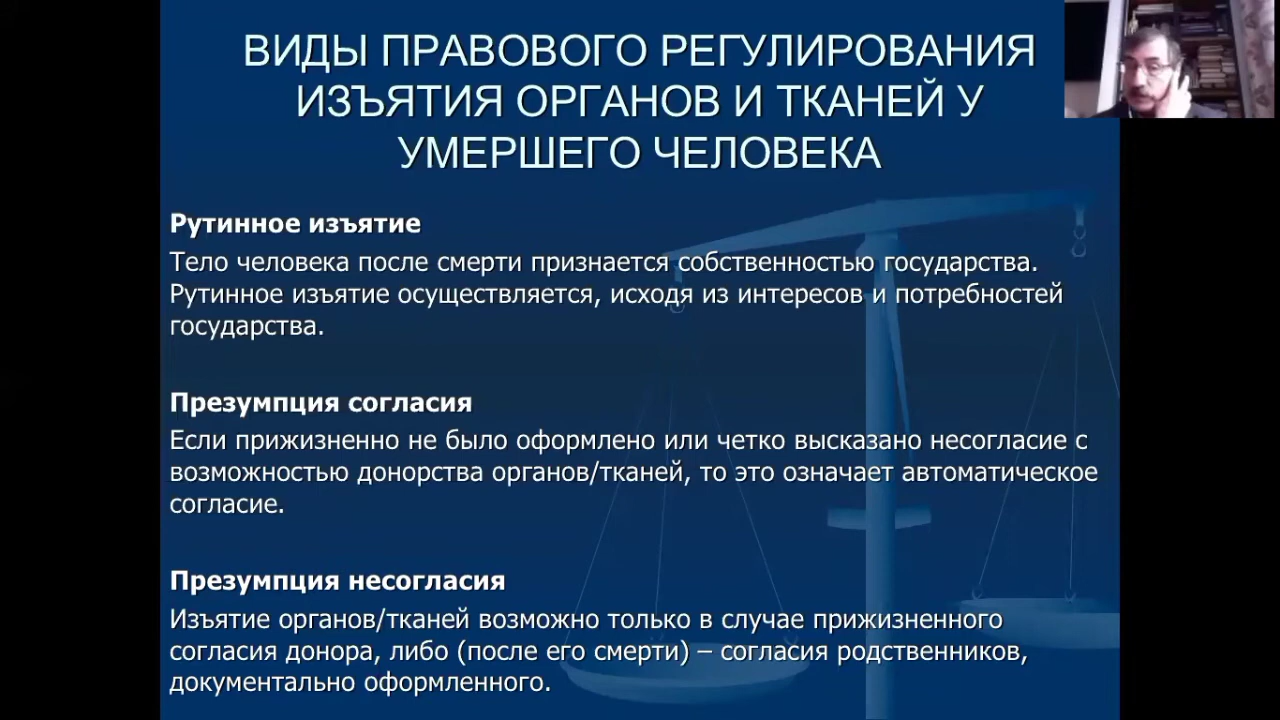 ВИДЫ ПРАВОВОГО РЕГУЛИРОВАНИЯ
ИЗЪЯТИЯ ОРГАНОВ И ТКАНЕЙ У
УМЕРШЕГО ЧЕЛОВЕКА
Рутинное изъятие
Тело человека после смерти признается собственностью государства.
Рутинное изъятие осуществляется, исходя из интересов и потребностей
государства.
Презумпция согласия
Если прижизненно не было оформлено или четко высказано несогласие с
возможностью донорства органов/тканей, то это означает автоматическое
согласие.
Презумпция несогласия
Изъятие органов/тканей возможно только в случае прижизненного
согласия донора, либо (после его смерти) – согласия родственников,
документально оформленного.